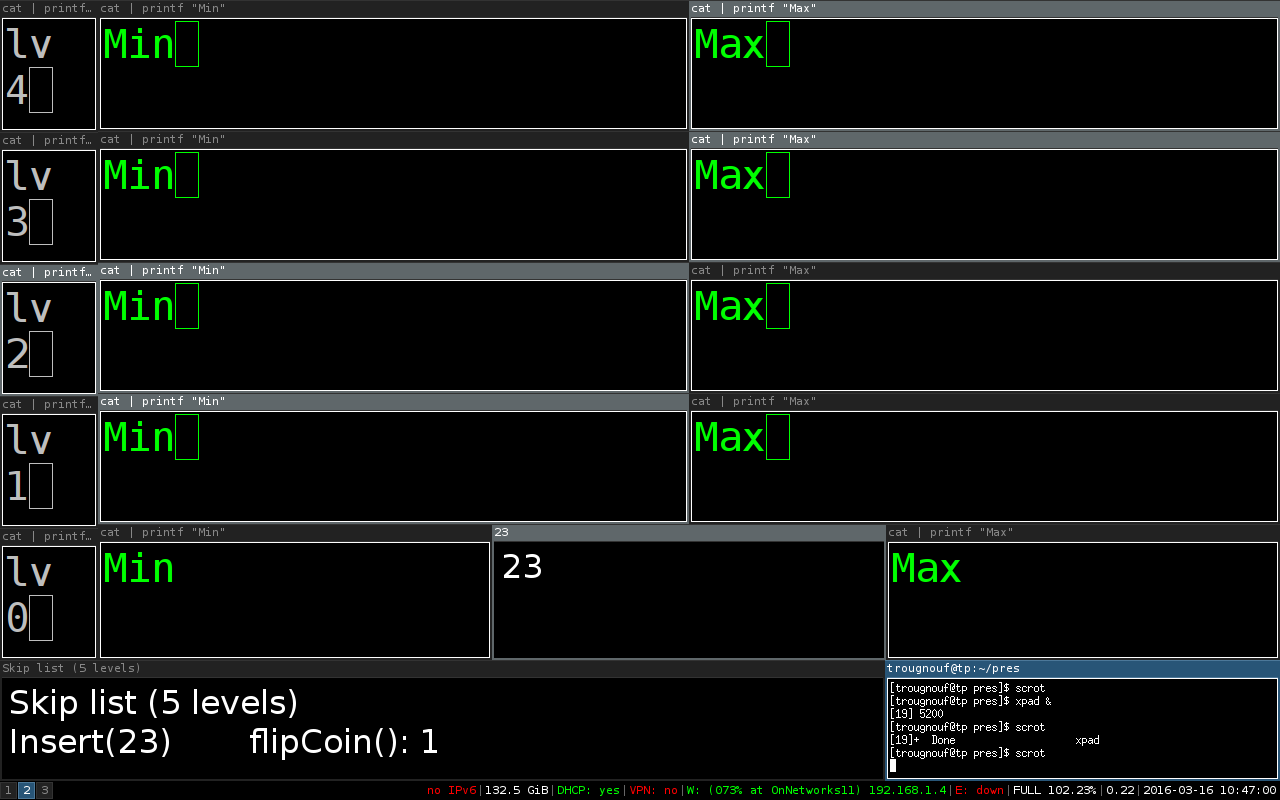 cat | printf… cat | printf "Min" cat | printf "Max"
lv Min Max
4
cat | printf… cat | printf "Min" cat | printf "Max"
lv Min Max
3
cat | printf… cat | printf "Min" cat | printf "Max"
lv Min Max
2
cat | printf… cat | printf "Min" cat | printf "Max"
lv Min Max
1
cat | printf… cat | printf "Min" 23 cat | printf "Max"
lv Min 23 Max
0
Skip list (5 levels)
Skip list (5 levels)
Insert(23) flipCoin(): 1
trougnouf@tp:~/pres
[trougnouf@tp pres]$ scrot
[trougnouf@tp pres]$ xpad &
[19] 5200
[trougnouf@tp pres]$ scrot
[19]+ Done xpad
[trougnouf@tp pres]$ scrot
1 2 3 no IPv6|132.5 GiB|DHCP: yes|VPN: no|W: (073% at OnNetworks11) 192.168.1.4|E: down|FULL 102.23%|0.22|2016-03-16 10:47:00